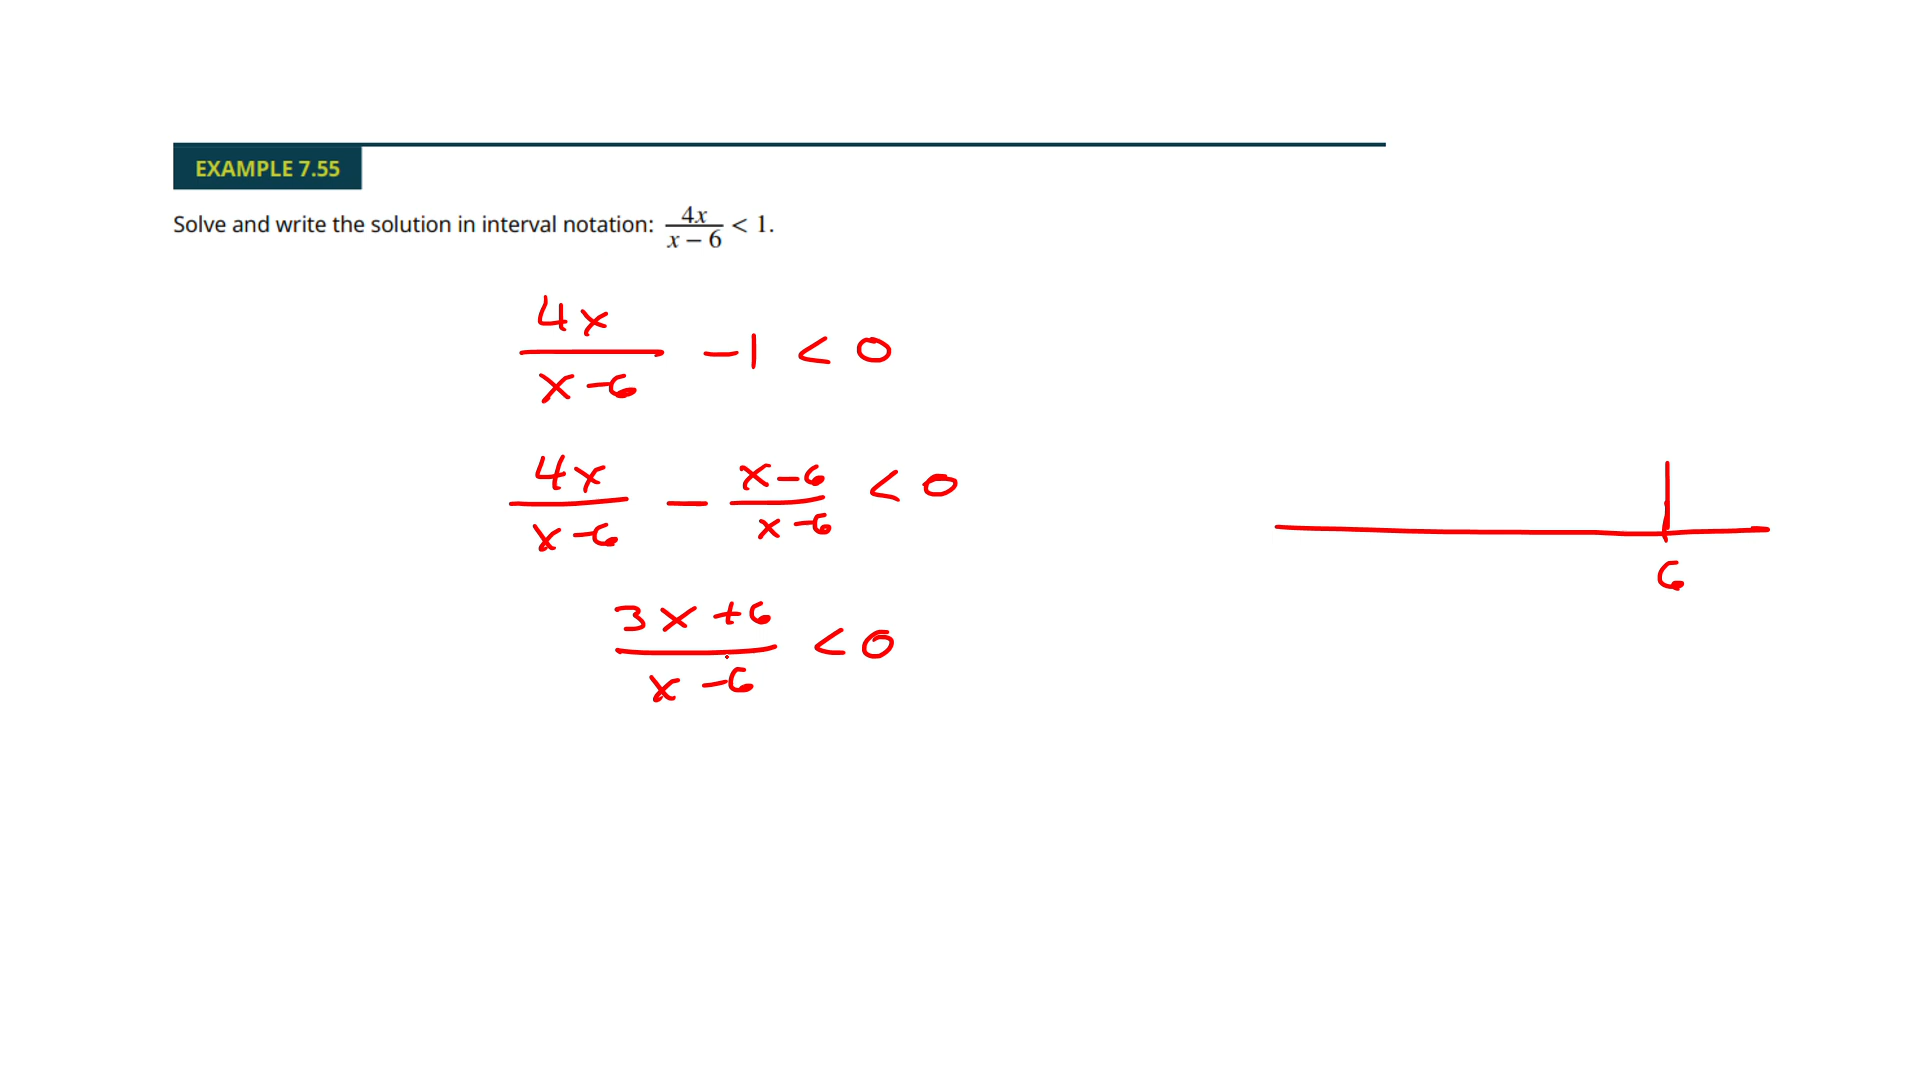 EXAMPLE 7.55
Solve and write the solution in interval notation: 4x / x − 6 < 1.
4x / x - 6 - 1 < 0
4x / x - 6 - x - 6 / x - 6 < 0
3x + 6 / x - 6 < 0
6